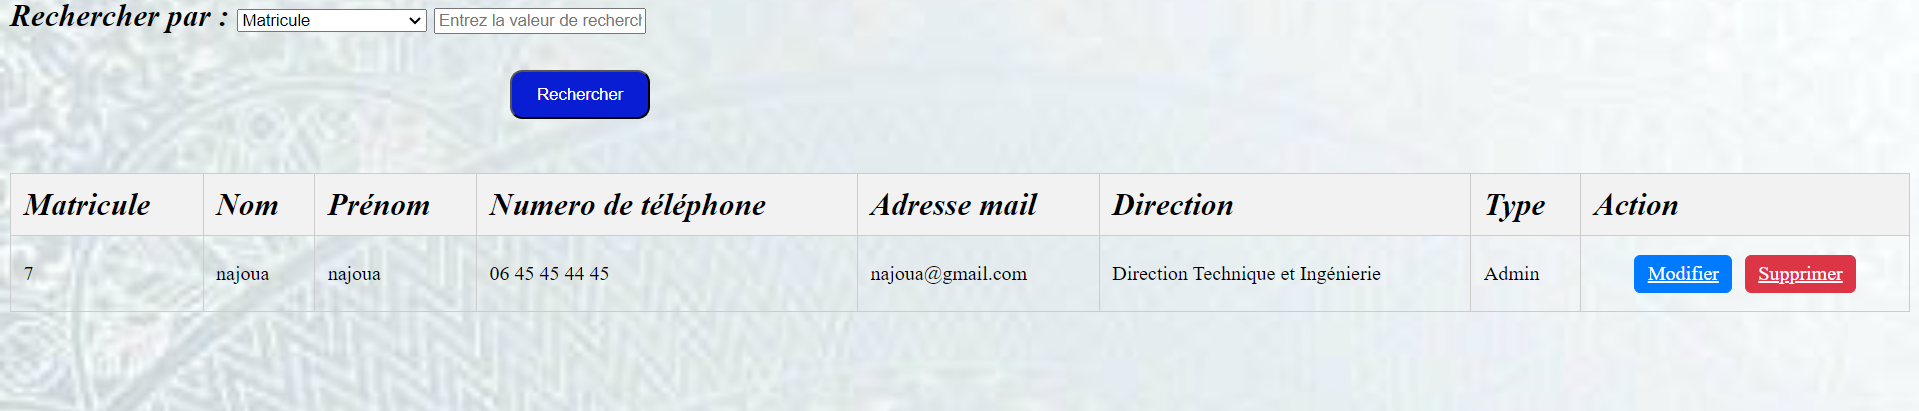 Rechercher par : Matricule Entrez la valeur de recherch
Rechercher
Matricule Nom Prénom Numero de téléphone Adresse mail Direction Type Action
7 najoua najoua 06 45 45 44 45 najoua@gmail.com Direction Technique et Ingénierie Admin Modifier Supprimer